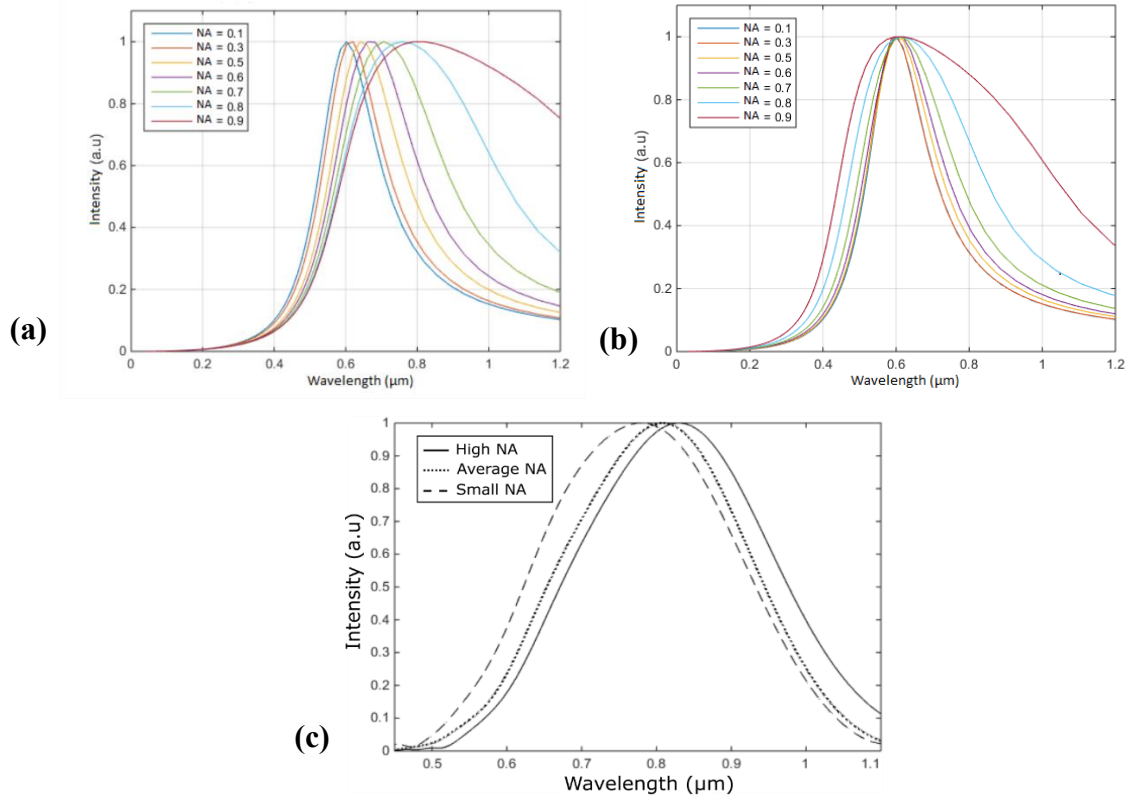 NA = 0.1
NA = 0.3
NA = 0.5
NA = 0.6
NA = 0.7
NA = 0.8
NA = 0.9
1
0.8
0.6
0.4
0.2
0
Intensity (a.u)
0 0.2 0.4 0.6 0.8 1 1.2
Wavelength (μm)
(a)
NA = 0.1
NA = 0.3
NA = 0.5
NA = 0.6
NA = 0.7
NA = 0.8
NA = 0.9
1
0.8
0.6
0.4
0.2
0
Intensity (a.u)
0 0.2 0.4 0.6 0.8 1 1.2
Wavelength (μm)
(b)
High NA
Average NA
Small NA
1
0.9
0.8
0.7
0.6
0.5
0.4
0.3
0.2
0.1
0
Intensity (a.u)
0.5 0.6 0.7 0.8 0.9 1 1.1
Wavelength (μm)
(c)